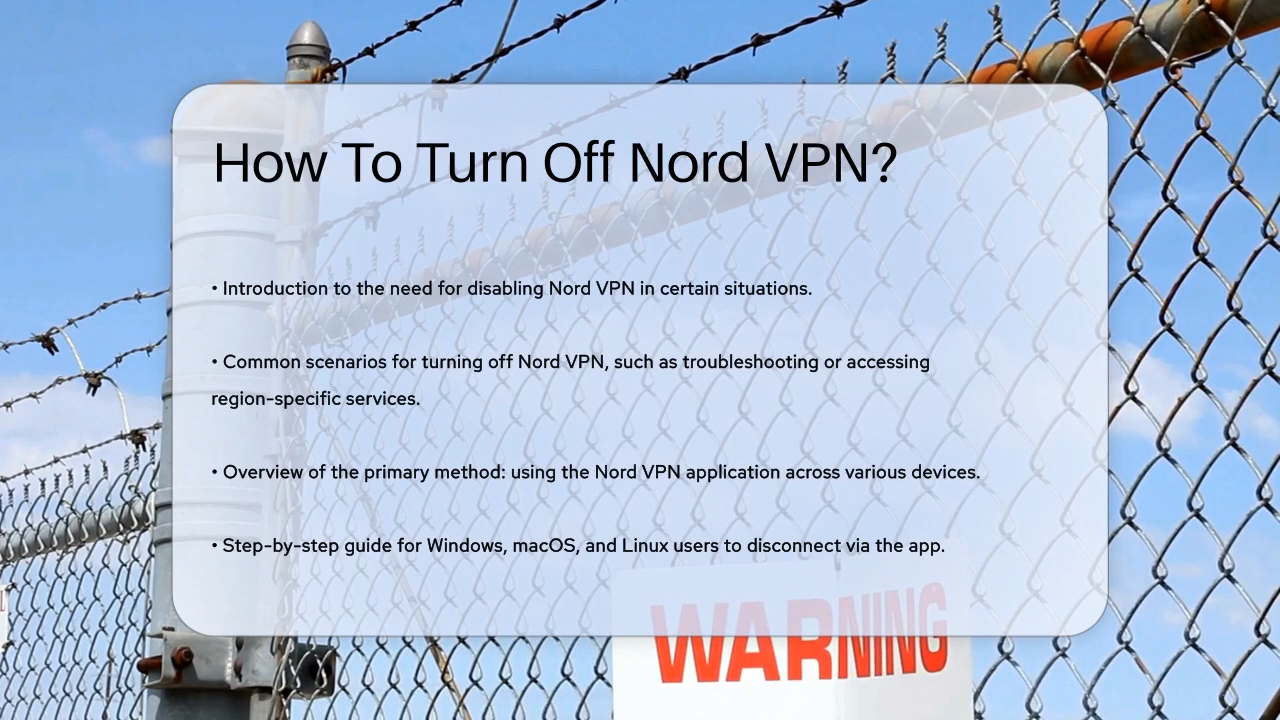 How To Turn Off Nord VPN?
• Introduction to the need for disabling Nord VPN in certain situations.
• Common scenarios for turning off Nord VPN, such as troubleshooting or accessing
region-specific services.
• Overview of the primary method: using the Nord VPN application across various devices.
• Step-by-step guide for Windows, macOS, and Linux users to disconnect via the app.
WARNING